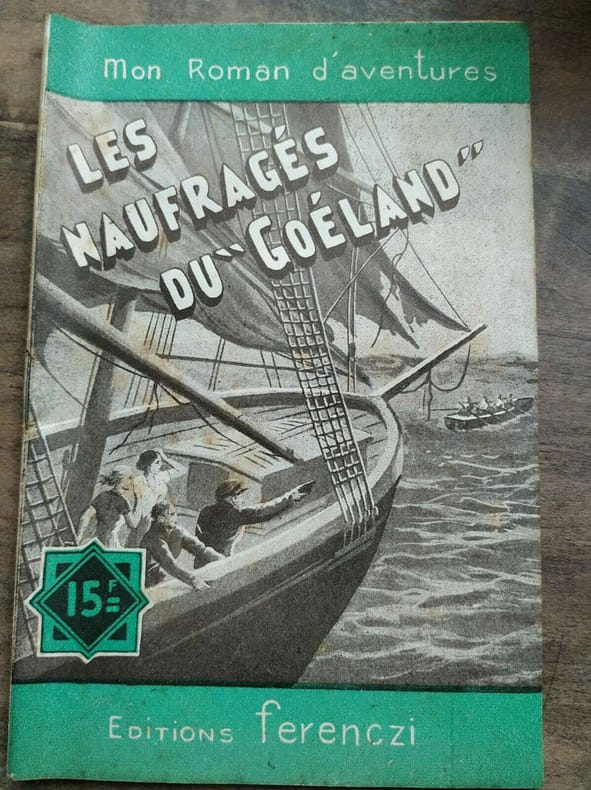 Mon Roman d'aventures
LES
NAUFRAGÉS
DU "GOÉLAND"
15F=
EDITIONS ferenczi